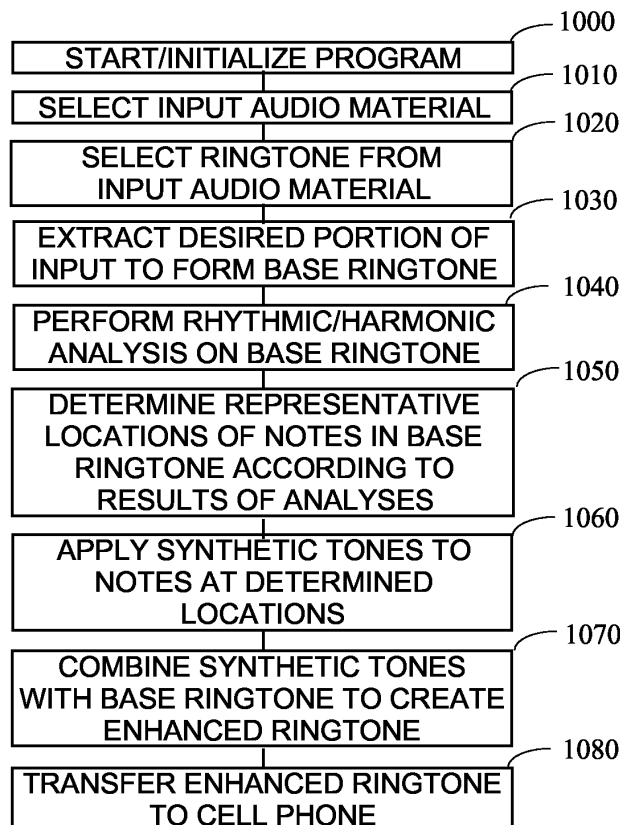 1000
START/INITIALIZE PROGRAM
1010
SELECT INPUT AUDIO MATERIAL
1020
SELECT RINGTONE FROM
INPUT AUDIO MATERIAL
1030
EXTRACT DESIRED PORTION OF
INPUT TO FORM BASE RINGTONE
1040
PERFORM RHYTHMIC/HARMONIC
ANALYSIS ON BASE RINGTONE
1050
DETERMINE REPRESENTATIVE
LOCATIONS OF NOTES IN BASE
RINGTONE ACCORDING TO
RESULTS OF ANALYSES
1060
APPLY SYNTHETIC TONES TO
NOTES AT DETERMINED
LOCATIONS
1070
COMBINE SYNTHETIC TONES
WITH BASE RINGTONE TO CREATE
ENHANCED RINGTONE
1080
TRANSFER ENHANCED RINGTONE
TO CELL PHONE